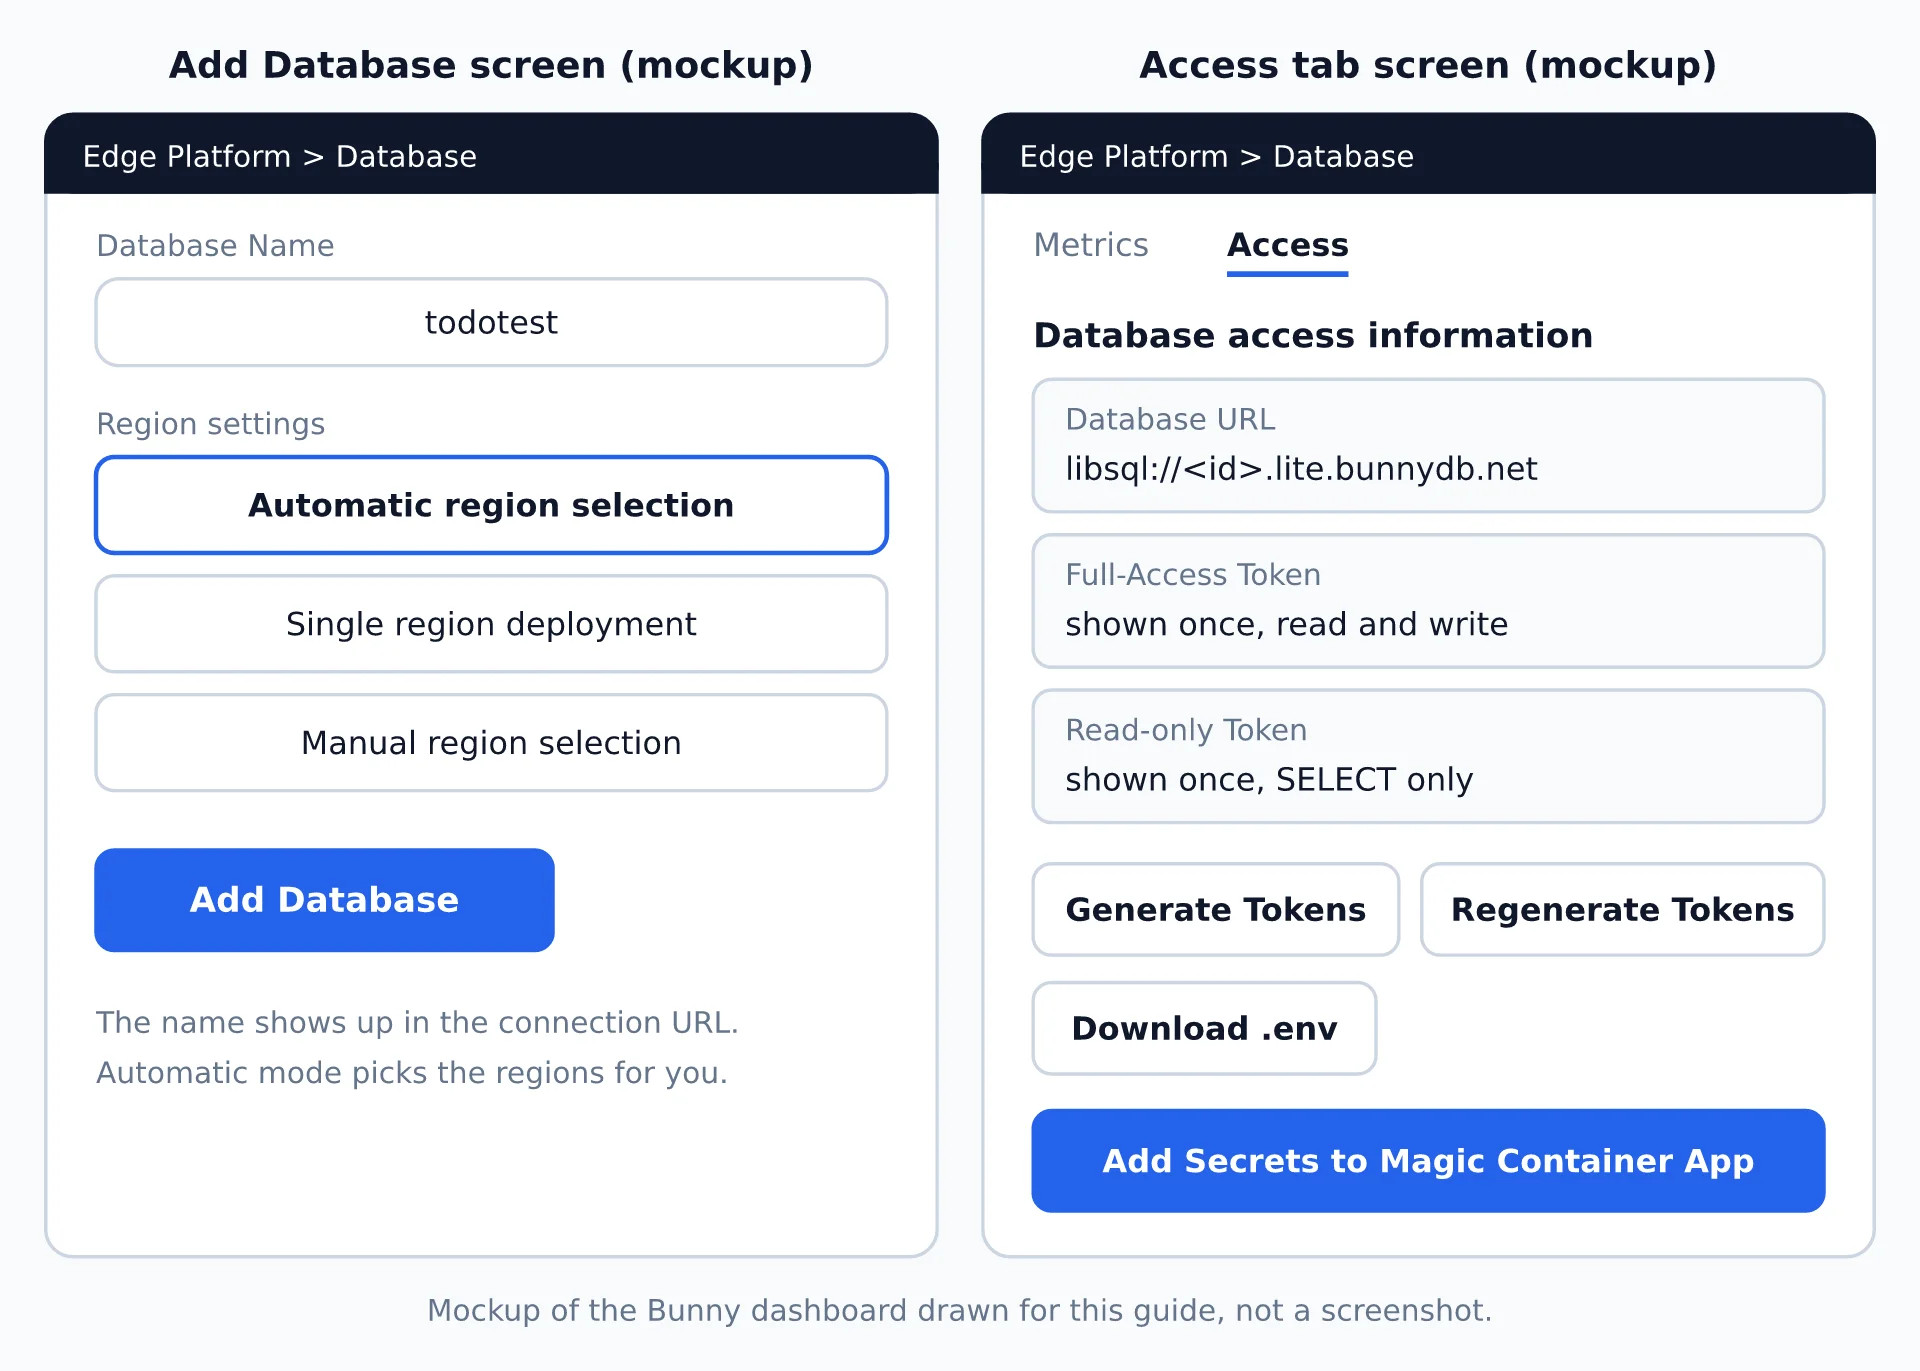 Add Database screen (mockup)
Edge Platform > Database
Database Name
todotest
Region settings
Automatic region selection
Single region deployment
Manual region selection
Add Database
The name shows up in the connection URL.
Automatic mode picks the regions for you.
Access tab screen (mockup)
Edge Platform > Database
Metrics Access
Database access information
Database URL
libsql://<id>.lite.bunnydb.net
Full-Access Token
shown once, read and write
Read-only Token
shown once, SELECT only
Generate Tokens Regenerate Tokens
Download .env
Add Secrets to Magic Container App
Mockup of the Bunny dashboard drawn for this guide, not a screenshot.